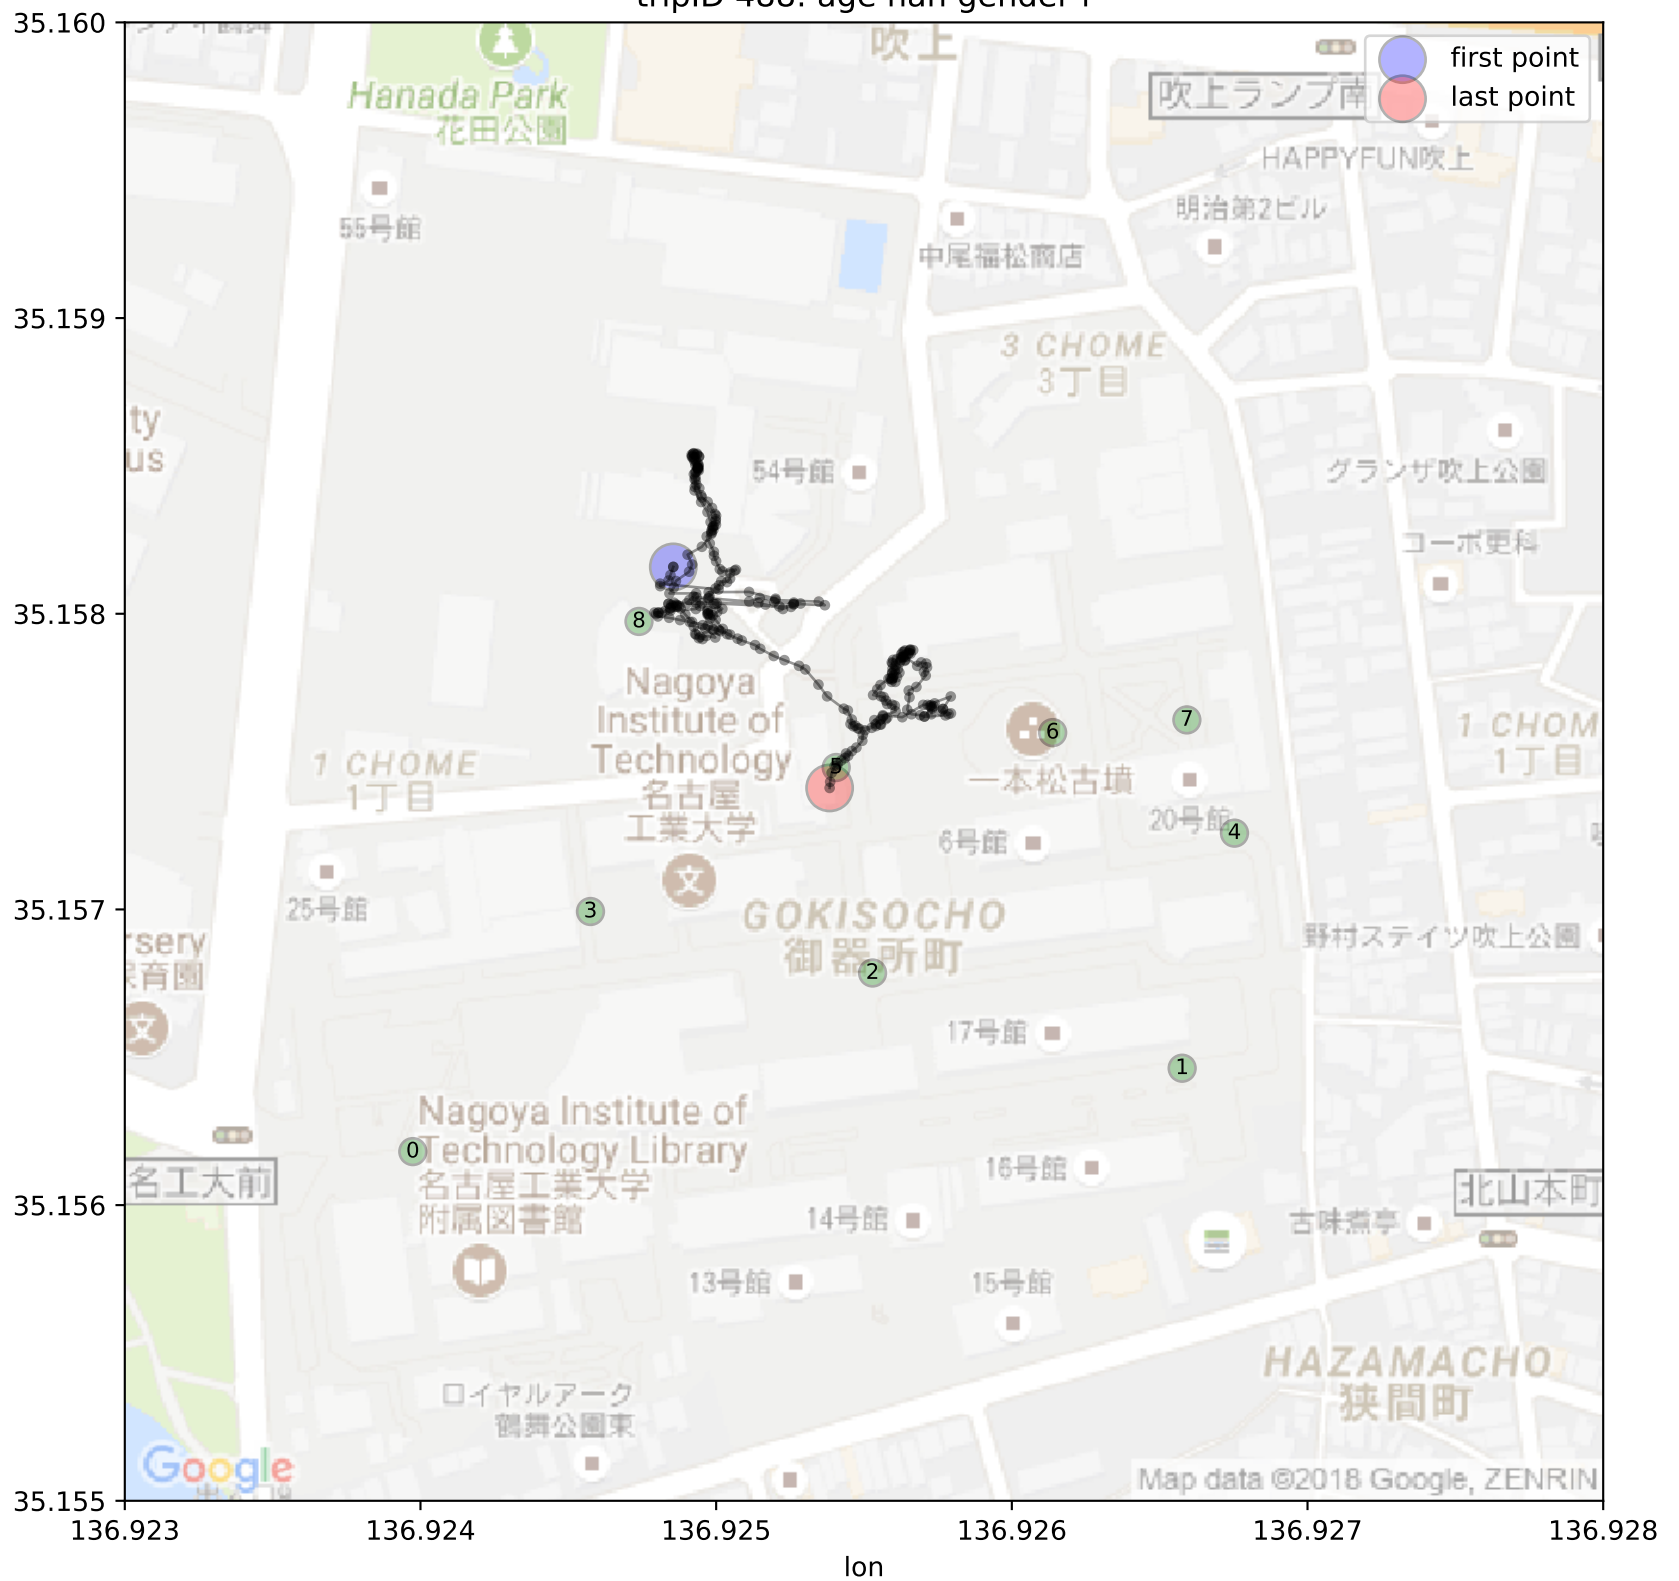 35.160
吹上
first point
last point
吹上ランプ南
Hanada Park
花田公園
HAPPYFUN吹上
明治第2ビル
55号館
中尾福松商店
35.159
3 CHOME
3丁目
ty
us
54号館
グランザ吹上公園
コーポ更科
35.158
8
Nagoya
Institute of
Technology
名古屋
工業大学
7
6
5
1 CHOM
1丁目
1 CHOME
1丁目
一本松古墳
20号館
4
6号館
25号館
3
35.157
GOKISOCHO
御器所町
野村ステイツ吹上公園
rsery
育園
2
17号館
1
Nagoya Institute of
Technology Library
名古屋工業大学
附属図書館
0
16号館
名工大前
北山本町
35.156
14号館
古味煮亭
13号館
15号館
HAZAMACHO
狭間町
ロイヤルアーク
鶴舞公園東
Google
Map data ©2018 Google, ZENRIN
35.155
136.923
136.924
136.925
136.926
136.927
136.928
lon